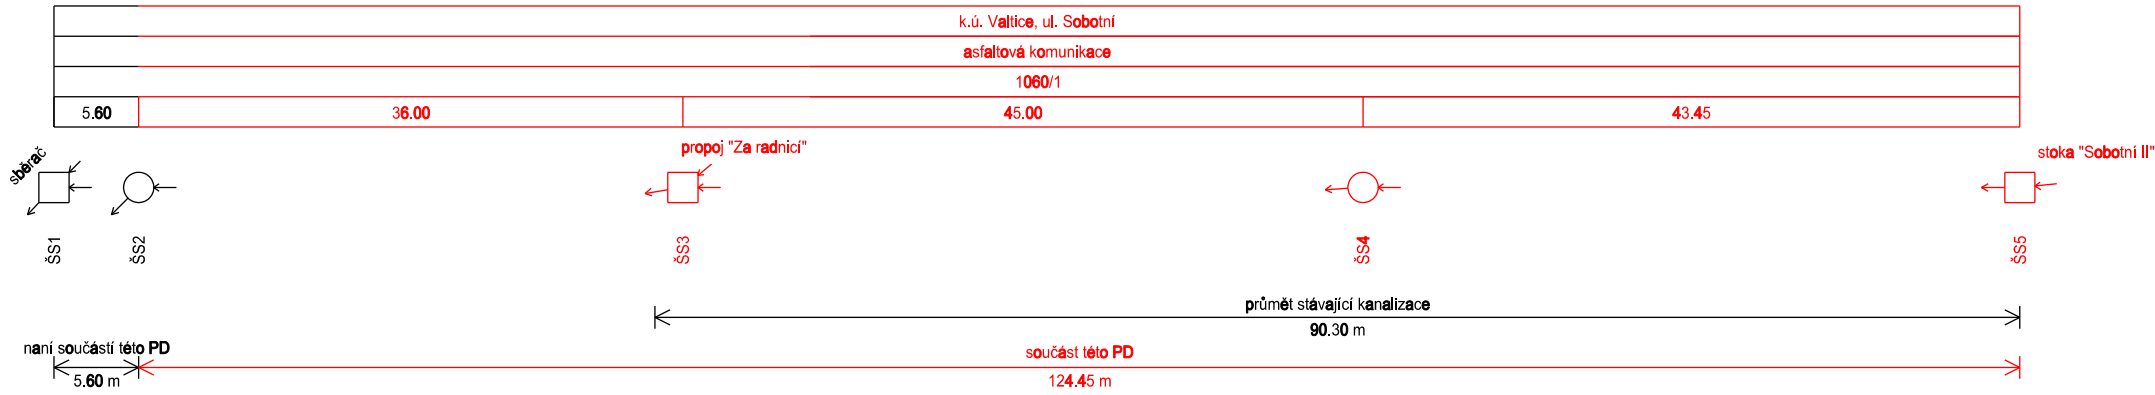 k.ú. Valtice, ul. Sobotní
asfaltová komunikace
1060/1
5.60 36.00 45.00 43.45
sběrač
propoj "Za radnicí"
stoka "Sobotní II"
ŠS1 ŠS2 ŠS3 ŠS4 ŠS5
průmět stávající kanalizace
90.30 m
naní součástí této PD
součást této PD
5.60 m
124.45 m